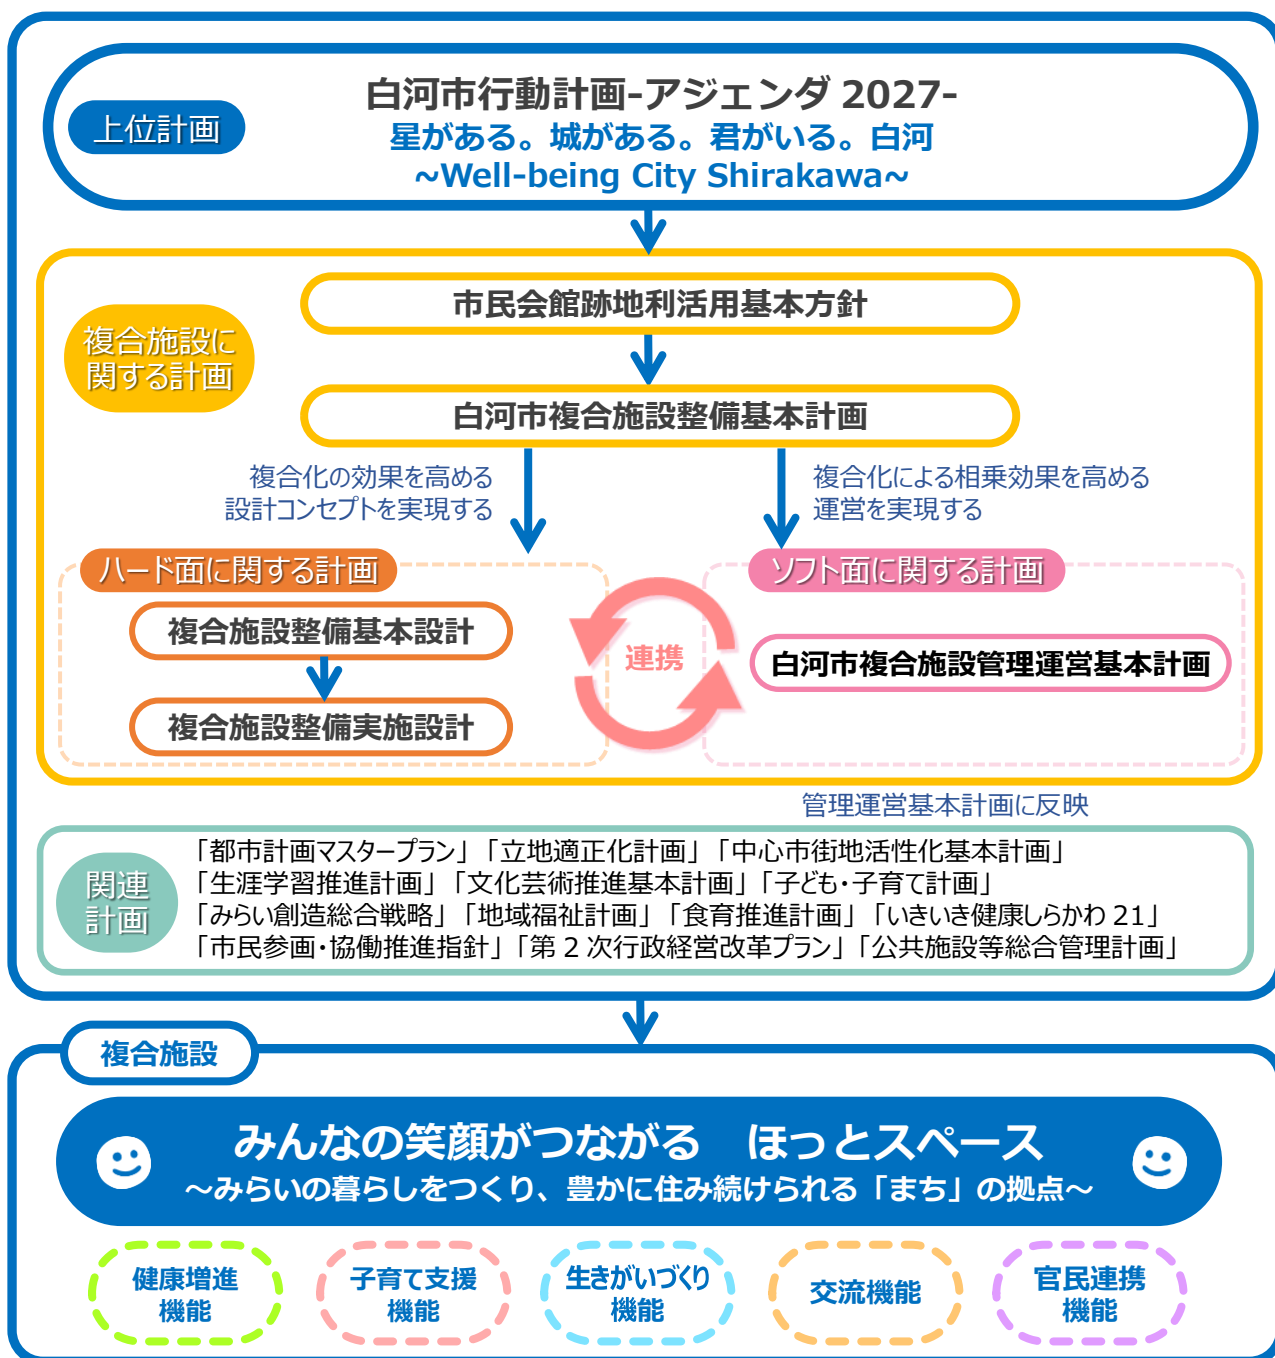 上位計画
白河市行動計画-アジェンダ 2027-
星がある。城がある。君がいる。白河
~Well-being City Shirakawa~
複合施設に
関する計画
市民会館跡地利活用基本方針
白河市複合施設整備基本計画
複合化の効果を高める
設計コンセプトを実現する
複合化による相乗効果を高める
運営を実現する
ハード面に関する計画
複合施設整備基本設計
複合施設整備実施設計
連携
ソフト面に関する計画
白河市複合施設管理運営基本計画
管理運営基本計画に反映
関連
計画
「都市計画マスタープラン」「立地適正化計画」「中心市街地活性化基本計画」
「生涯学習推進計画」「文化芸術推進基本計画」「子ども・子育て計画」
「みらい創造総合戦略」「地域福祉計画」「食育推進計画」「いきいき健康しらかわ 21」
「市民参画・協働推進指針」「第 2 次行政経営改革プラン」「公共施設等総合管理計画」
複合施設
みんなの笑顔がつながる　ほっとスペース
～みらいの暮らしをつくり、豊かに住み続けられる「まち」の拠点～
健康増進
機能
子育て支援
機能
生きがいづくり
機能
交流機能
官民連携
機能